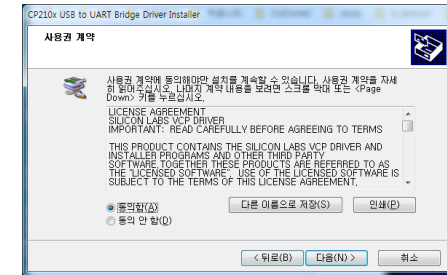 CP210x USB to UART Bridge Driver Installer
사용권 계약
사용권 계약에 동의해야만 설치를 계속할 수 있습니다. 사용권 계약을 자세
히 읽어주십시오. 나머지 계약 내용을 보려면 스크롤 막대 또는 <Page
Down> 키를 누르십시오.
LICENSE AGREEMENT
SILICON LABS VCP DRIVER
IMPORTANT: READ CAREFULLY BEFORE AGREEING TO TERMS
THIS PRODUCT CONTAINS THE SILICON LABS VCP DRIVER AND
INSTALLER PROGRAMS AND OTHER THIRD PARTY
SOFTWARE. TOGETHER THESE PRODUCTS ARE REFERRED TO AS
THE "LICENSED SOFTWARE". USE OF THE LICENSED SOFTWARE IS
SUBJECT TO THE TERMS OF THIS LICENSE AGREEMENT.
동의함(A)
다른 이름으로 저장(S)
인쇄(P)
동의 안 함(D)
< 뒤로(B)
다음(N) >
취소